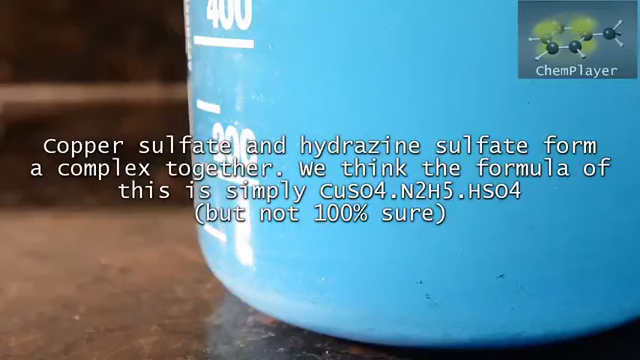 400
ChemPlayer
300
Copper sulfate and hydrazine sulfate form
a complex together. We think the formula of
this is simply CuSO4.N2H5.HSO4
(but not 100% sure)